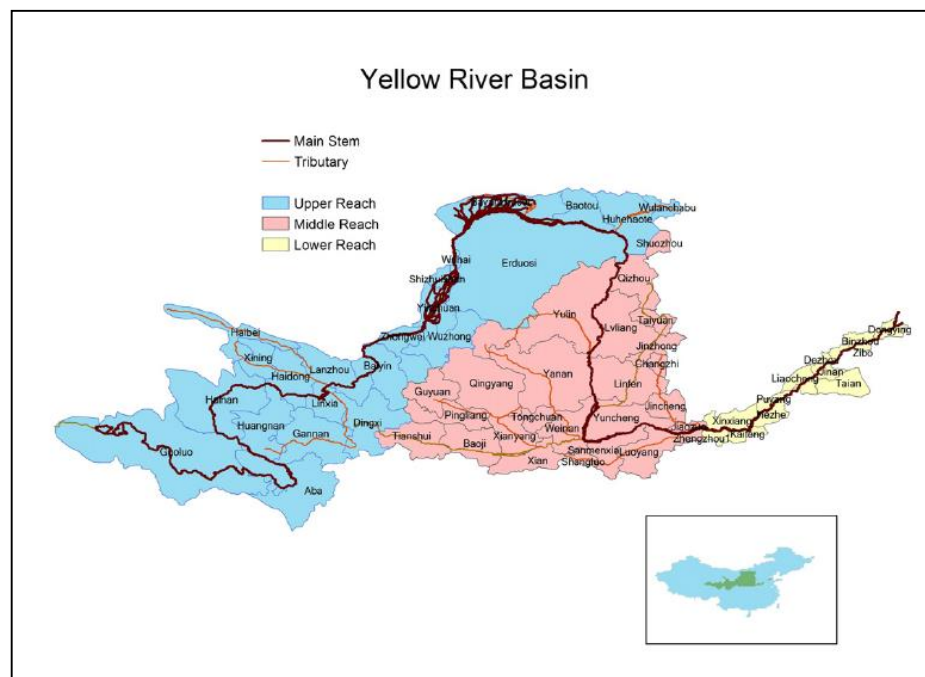 Yellow River Basin
Main Stem
Tributary
Upper Reach
Middle Reach
Lower Reach
Baotou
Wulanchabu
Huhehaote
Shuozhou
Wuhai
Erduosi
Qizhou
Yulin
Taiyuan
Lvliang
Zhongwei
Wuzhong
Jinzhong
Haibei
Dongying
Binzhou
Zibo
Xining
Lanzhou
Baiyin
Changzhi
Dezhou
Haidong
Guyuan
Qingyang
Yanan
Linfen
Liaocheng
Jinan
Taian
Hainan
Linxia
Jincheng
Puyang
Heze
Huangnan
Dingxi
Pingliang
Tongchuan
Yuncheng
Xinxiang
Gannan
Tianshui
Xianyang
Weinan
Zhengzhou
Kaifeng
Guoluo
Baoji
Sanmenxia
Luoyang
Aba
Xian
Shangluo